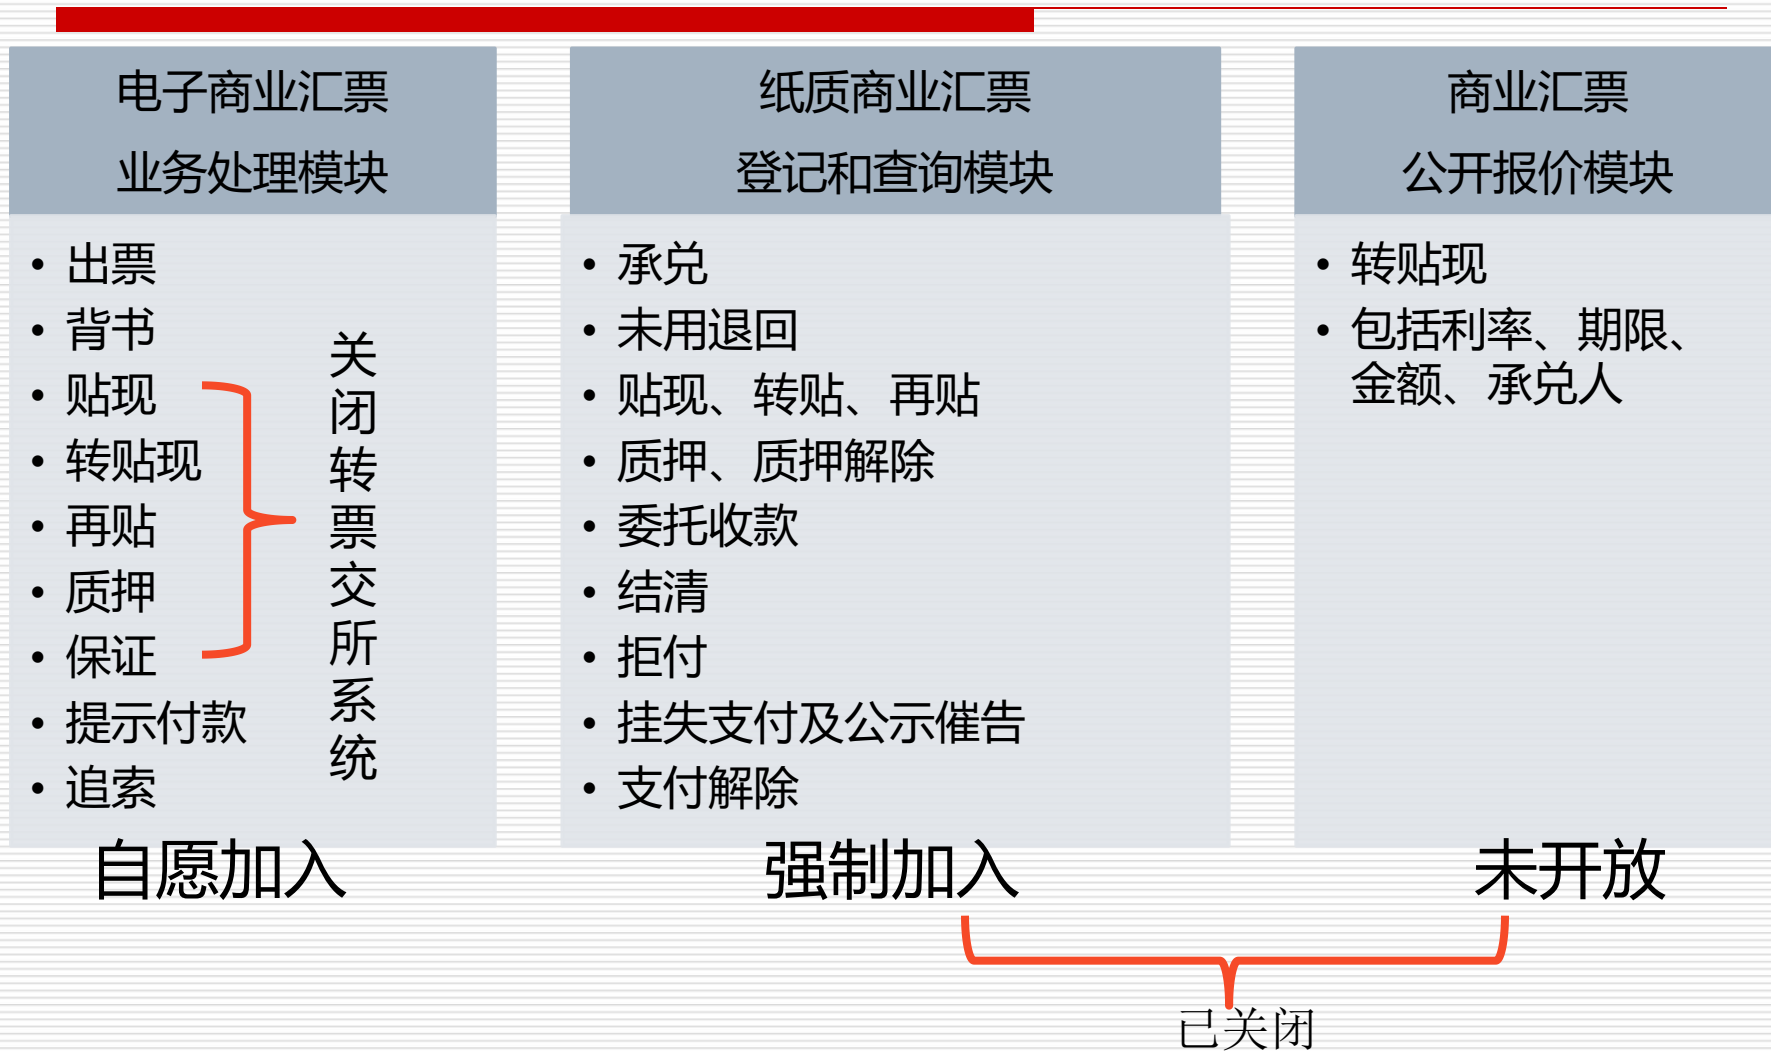 电子商业汇票
业务处理模块
• 出票
• 背书
• 贴现
• 转贴现
• 再贴
• 质押
• 保证
• 提示付款
• 追索
关闭转票交所系统
自愿加入
纸质商业汇票
登记和查询模块
• 承兑
• 未用退回
• 贴现、转贴、再贴
• 质押、质押解除
• 委托收款
• 结清
• 拒付
• 挂失支付及公示催告
• 支付解除
强制加入
商业汇票
公开报价模块
• 转贴现
• 包括利率、期限、
金额、承兑人
未开放
已关闭